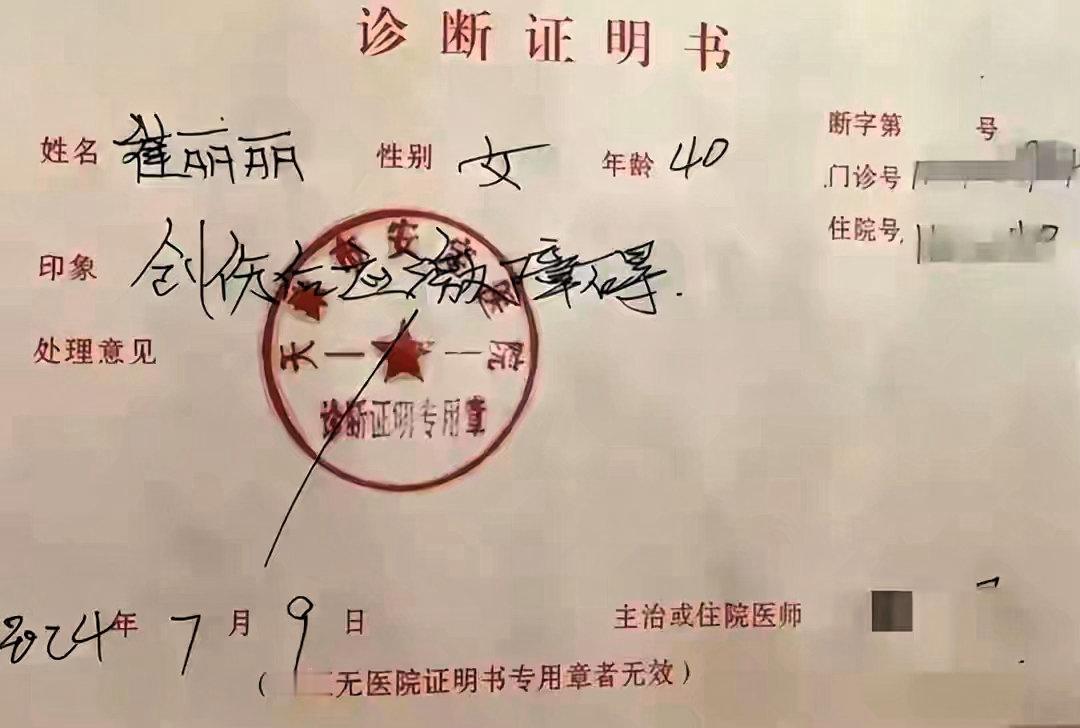 诊断证明书
断字第 号
姓名 崔丽丽 性别 女 年龄 40
门诊号
住院号
印象 创伤后应激障碍.
处理意见
天 安 院
诊断证明专用章
2024年 7月 9日 主治或住院医师
(无医院证明书专用章者无效)